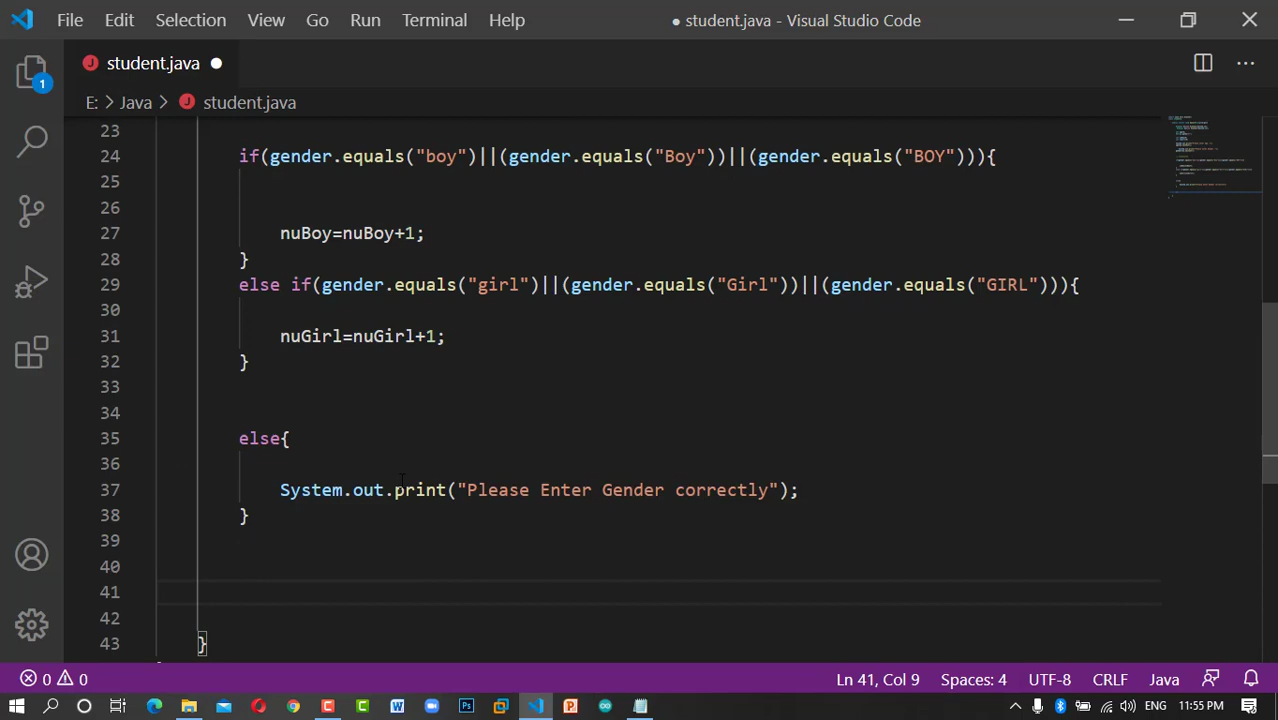 File Edit Selection View Go Run Terminal Help
● student.java - Visual Studio Code
student.java
E: > Java > student.java
1
23
24 if(gender.equals("boy")||(gender.equals("Boy"))||(gender.equals("BOY"))){
25
26
27 nuBoy=nuBoy+1;
28 }
29 else if(gender.equals("girl")||(gender.equals("Girl"))||(gender.equals("GIRL"))){
30
31 nuGirl=nuGirl+1;
32 }
33
34
35 else{
36
37 System.out.print("Please Enter Gender correctly");
38 }
39
40
41
42
43 }
0 0 Ln 41, Col 9 Spaces: 4 UTF-8 CRLF Java
ENG 11:55 PM